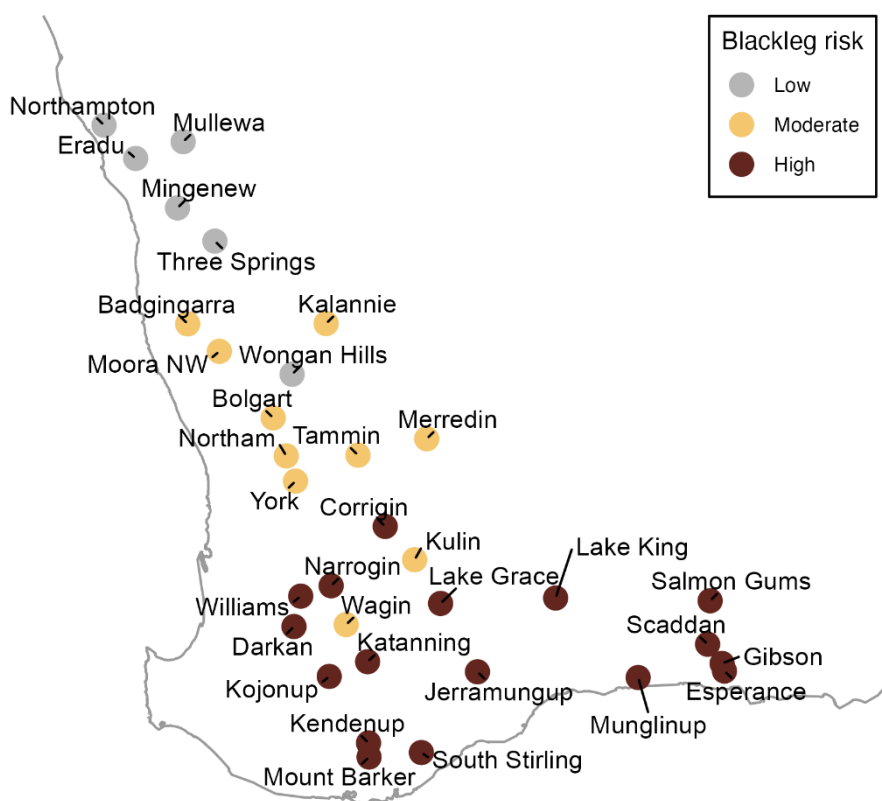 Blackleg risk
Low
Moderate
High
Northampton
Mullewa
Eradu
Mingenew
Three Springs
Badgingarra
Kalannie
Moora NW
Wongan Hills
Bolgart
Merredin
Northam
Tammin
York
Corrigin
Kulin
Lake King
Narrogin
Lake Grace
Salmon Gums
Williams
Wagin
Scaddan
Darkan
Katanning
Gibson
Kojonup
Jerramungup
Esperance
Munglinup
Kendenup
South Stirling
Mount Barker